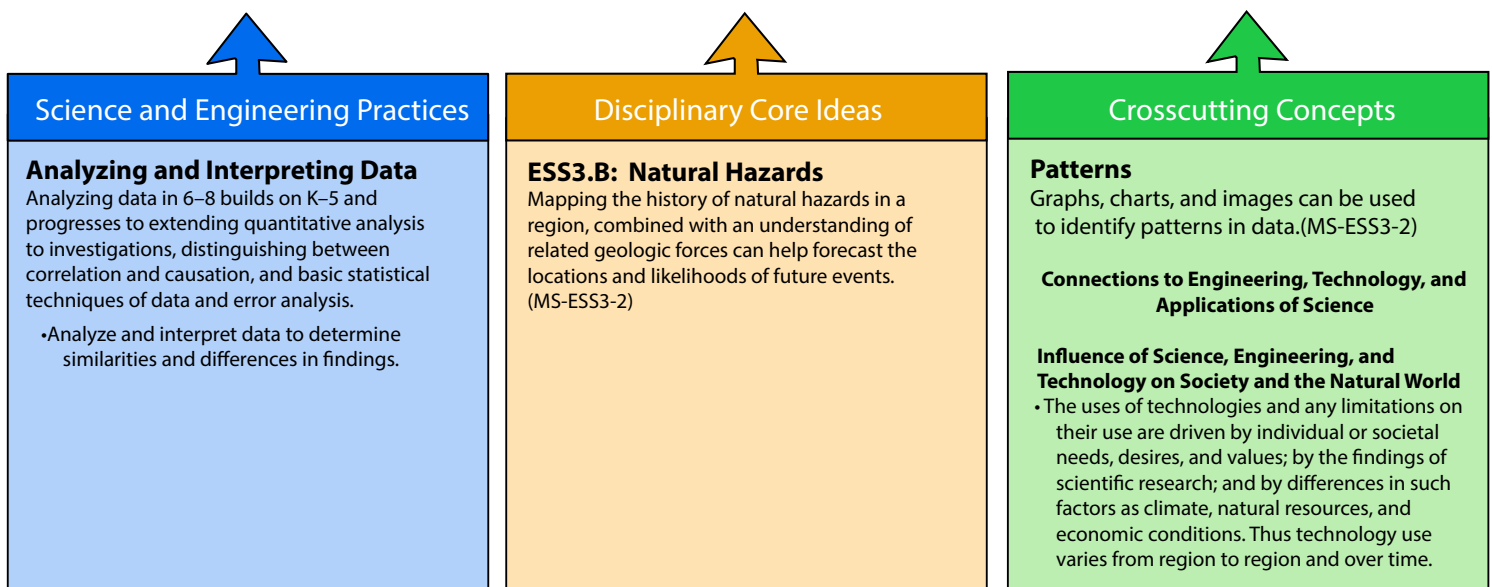 Science and Engineering Practices
Analyzing and Interpreting Data
Analyzing data in 6–8 builds on K–5 and
progresses to extending quantitative analysis
to investigations, distinguishing between
correlation and causation, and basic statistical
techniques of data and error analysis.
•Analyze and interpret data to determine
similarities and differences in findings.
Disciplinary Core Ideas
ESS3.B: Natural Hazards
Mapping the history of natural hazards in a
region, combined with an understanding of
related geologic forces can help forecast the
locations and likelihoods of future events.
(MS-ESS3-2)
Crosscutting Concepts
Patterns
Graphs, charts, and images can be used
to identify patterns in data.(MS-ESS3-2)
Connections to Engineering, Technology, and
Applications of Science
Influence of Science, Engineering, and
Technology on Society and the Natural World
• The uses of technologies and any limitations on
their use are driven by individual or societal
needs, desires, and values; by the findings of
scientific research; and by differences in such
factors as climate, natural resources, and
economic conditions. Thus technology use
varies from region to region and over time.